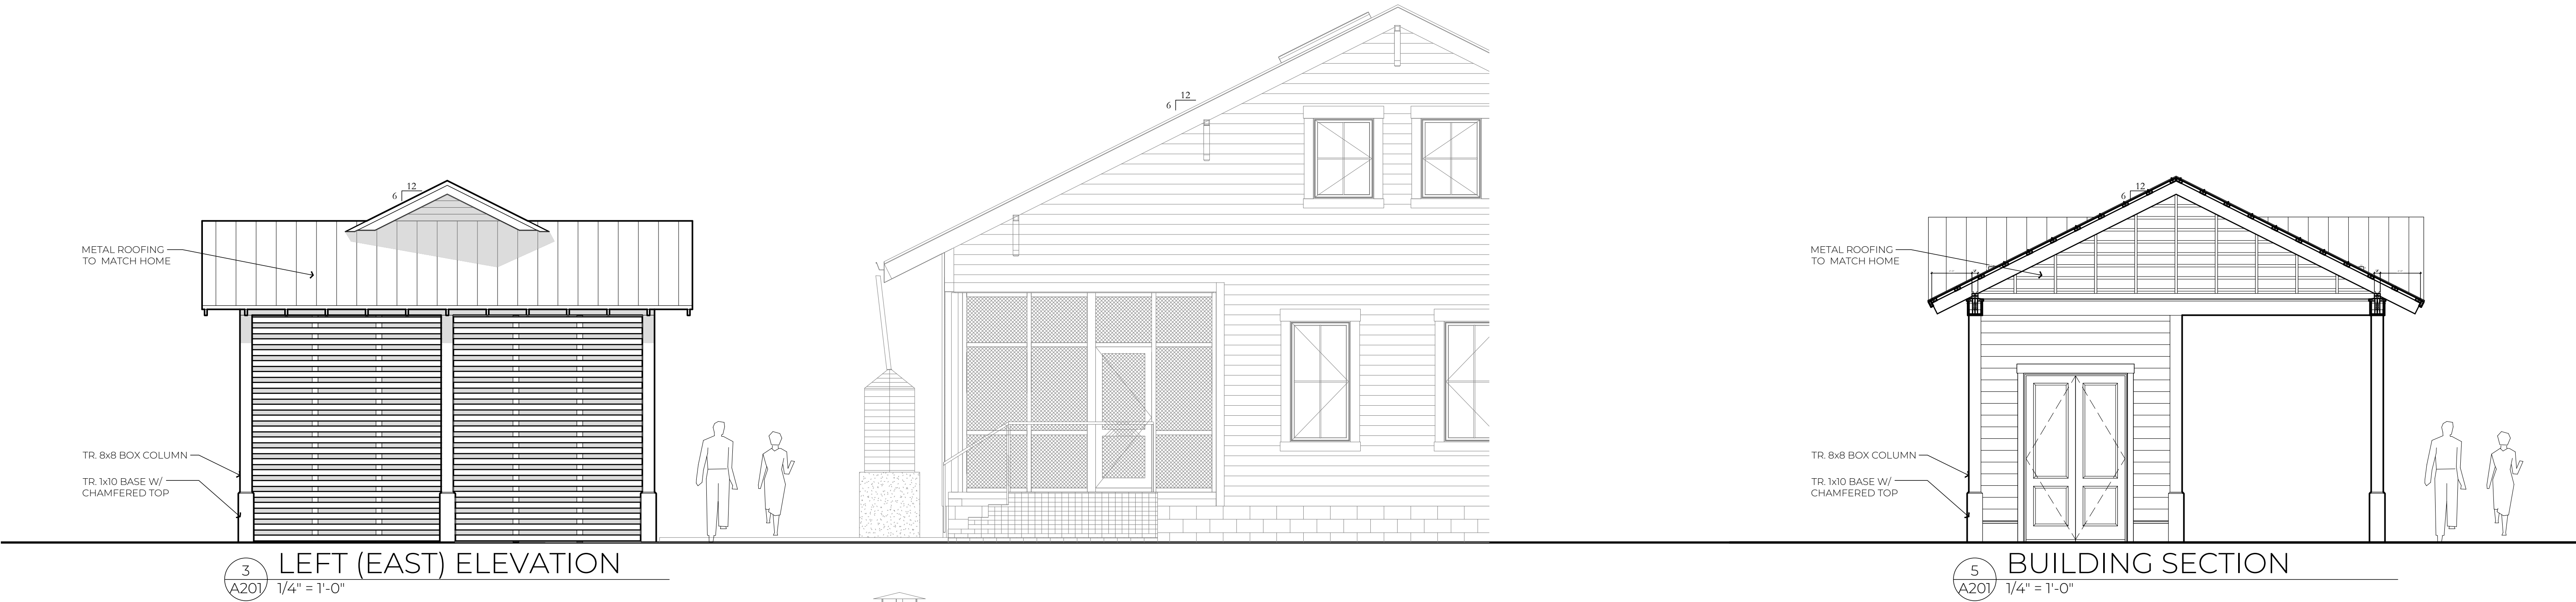 12
6
METAL ROOFING
TO MATCH HOME
TR. 8x8 BOX COLUMN
TR. 1x10 BASE W/
CHAMFERED TOP
3
A201
LEFT (EAST) ELEVATION
1/4" = 1'-0"
12
6
12
6
METAL ROOFING
TO MATCH HOME
TR. 8x8 BOX COLUMN
TR. 1x10 BASE W/
CHAMFERED TOP
5
A201
BUILDING SECTION
1/4" = 1'-0"